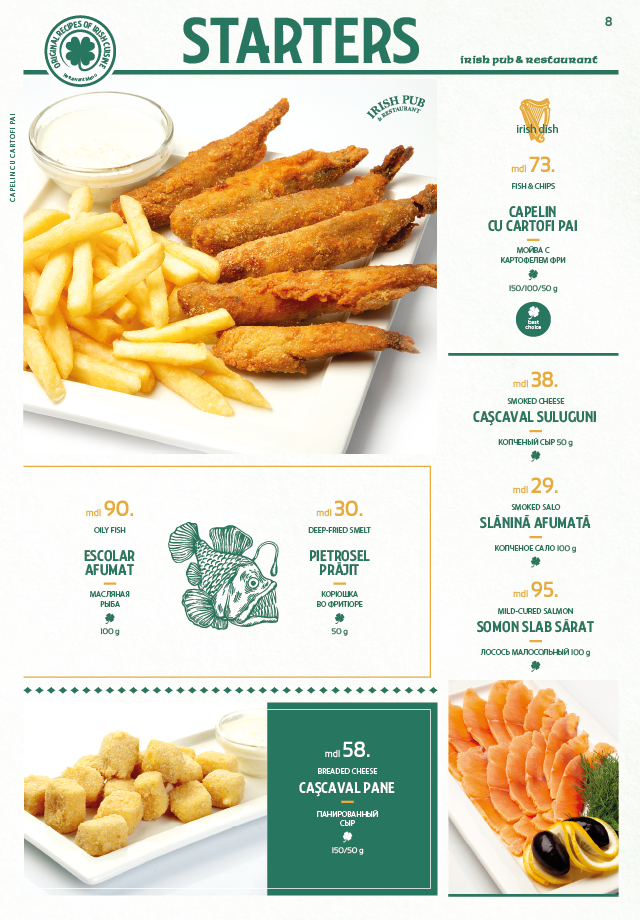 ORIGINAL RECIPES OF IRISH CUISINE
STARTERS
8
irish pub & restaurant
CAPELIN CU CARTOFI PAI
IRISH PUB
& RESTAURANT
irish dish
mdl 73.
FISH & CHIPS
CAPELIN
CU CARTOFI PAI
МОЙВА С
КАРТОФЕЛЕМ ФРИ
150/100/50 g
best
choice
mdl 38.
SMOKED CHEESE
CAȘCAVAL SULUGUNI
КОПЧЕНЫЙ СЫР 50 g
mdl 29.
SMOKED SALO
SLĂNINĂ AFUMATĂ
КОПЧЕНОЕ САЛО 100 g
mdl 95.
MILD-CURED SALMON
SOMON SLAB SĂRAT
ЛОСОСЬ МАЛОСОЛЬНЫЙ 100 g
mdl 90.
OILY FISH
ESCOLAR
AFUMAT
МАСЛЯНАЯ
РЫБА
100 g
mdl 30.
DEEP-FRIED SMELT
PIETROSEL
PRĂJIT
КОРЮШКА
ВО ФРИТЮРЕ
50 g
mdl 58.
BREADED CHEESE
CAȘCAVAL PANE
ПАНИРОВАННЫЙ
СЫР
150/50 g